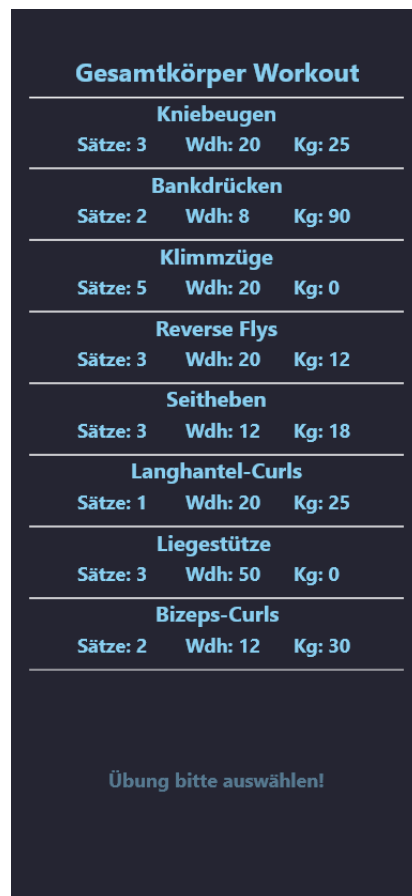 Gesamtkörper Workout
Kniebeugen
Sätze: 3 Wdh: 20 Kg: 25
Bankdrücken
Sätze: 2 Wdh: 8 Kg: 90
Klimmzüge
Sätze: 5 Wdh: 20 Kg: 0
Reverse Flys
Sätze: 3 Wdh: 20 Kg: 12
Seitheben
Sätze: 3 Wdh: 12 Kg: 18
Langhantel-Curls
Sätze: 1 Wdh: 20 Kg: 25
Liegestütze
Sätze: 3 Wdh: 50 Kg: 0
Bizeps-Curls
Sätze: 2 Wdh: 12 Kg: 30
Übung bitte auswählen!